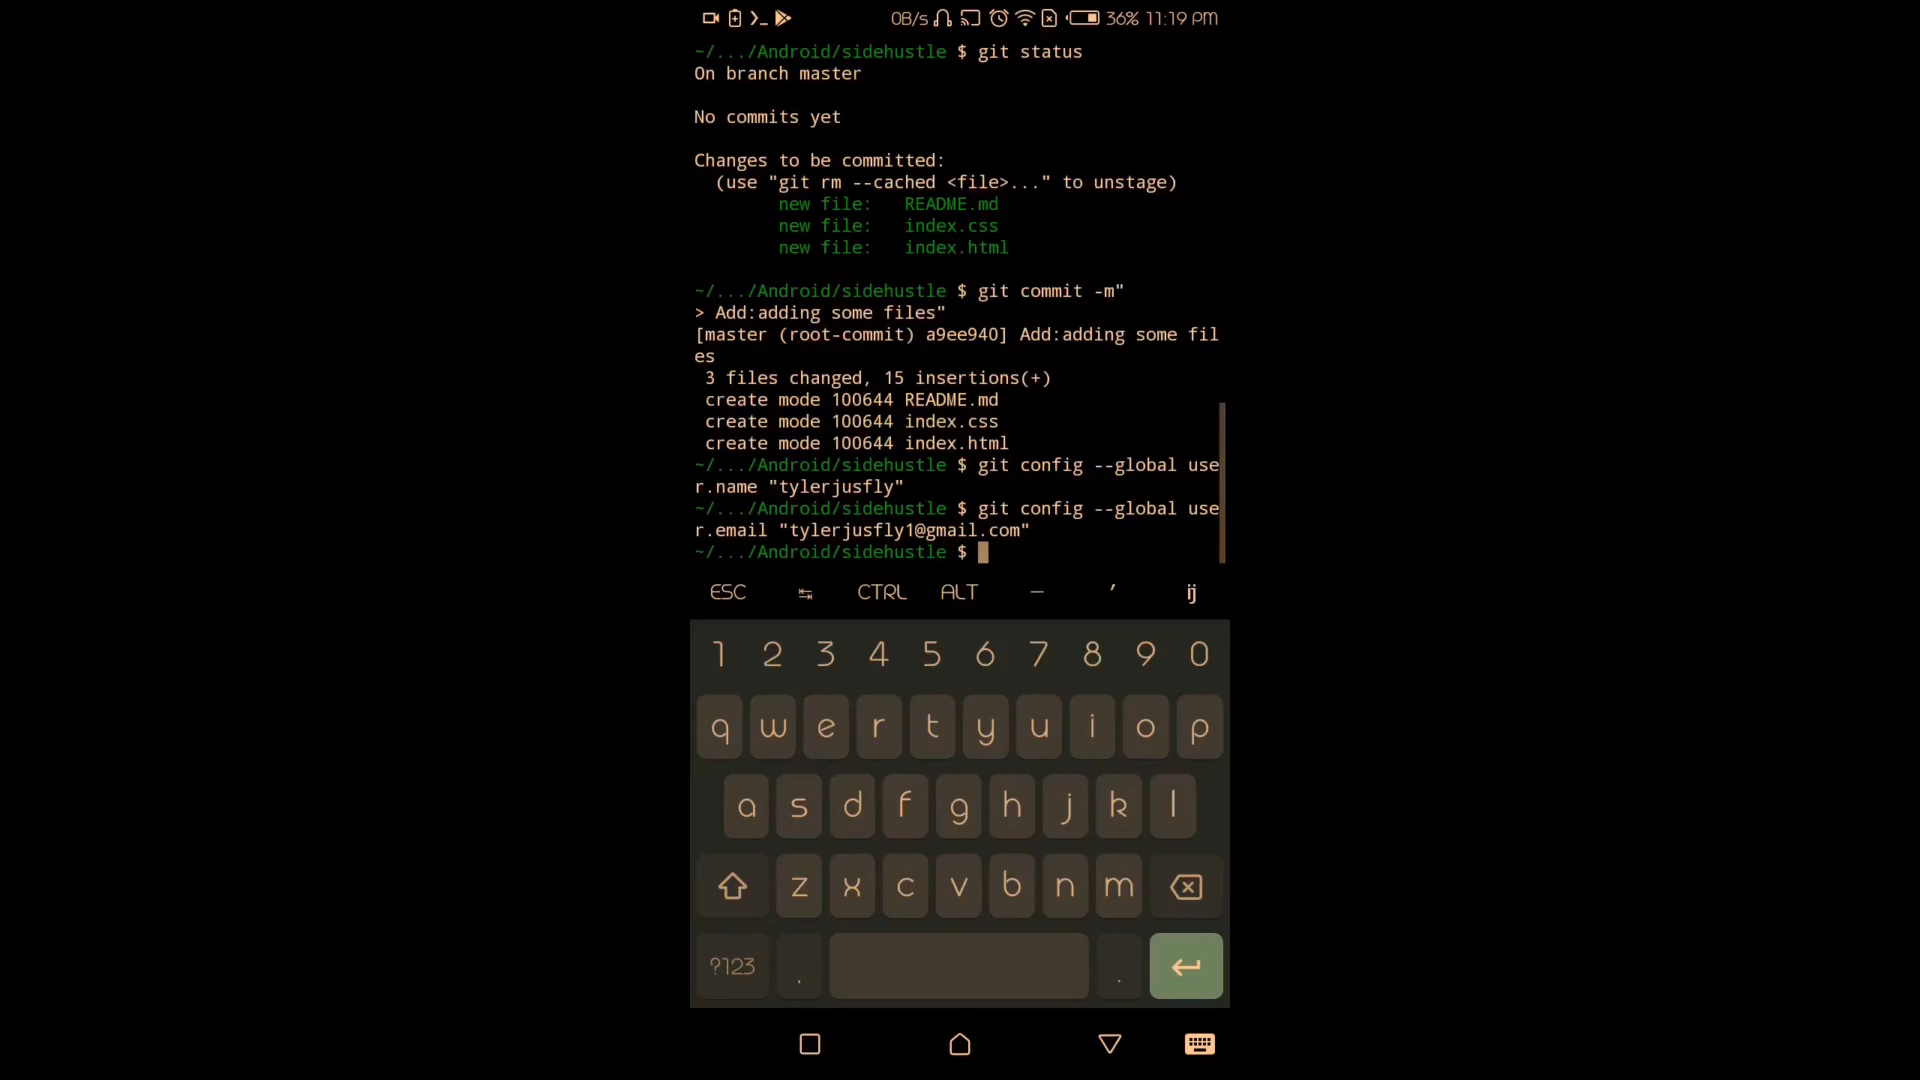 0B/s 36% 11:19 PM
~/.../Android/sidehustle $ git status
On branch master
No commits yet
Changes to be committed:
(use "git rm --cached <file>..." to unstage)
new file: README.md
new file: index.css
new file: index.html
~/.../Android/sidehustle $ git commit -m"
> Add:adding some files"
[master (root-commit) a9ee940] Add:adding some fil
es
3 files changed, 15 insertions(+)
create mode 100644 README.md
create mode 100644 index.css
create mode 100644 index.html
~/.../Android/sidehustle $ git config --global use
r.name "tylerjusfly"
~/.../Android/sidehustle $ git config --global use
r.email "tylerjusfly1@gmail.com"
~/.../Android/sidehustle $
ESC ↹ CTRL ALT — ′ ij
1 2 3 4 5 6 7 8 9 0
q w e r t y u i o p
a s d f g h j k l
z x c v b n m
?123 , .